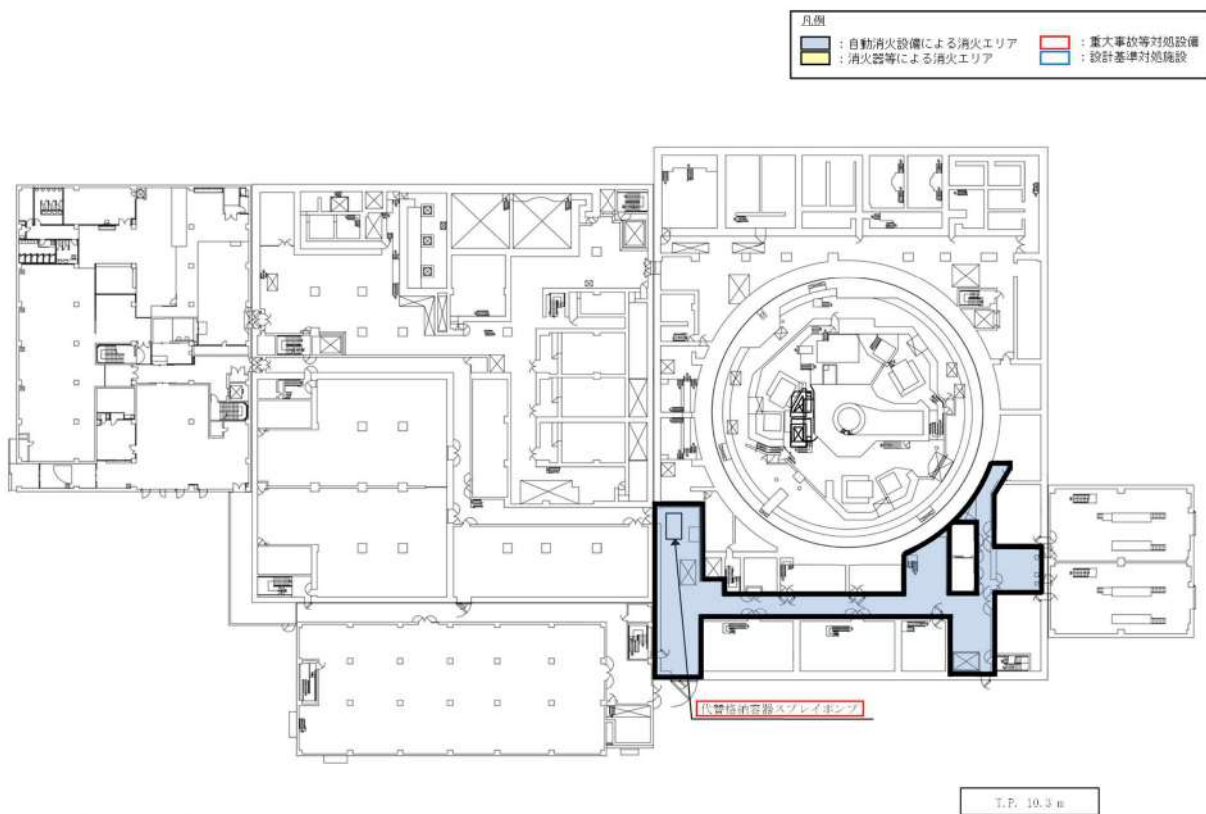 凡例
：自動消火設備による消火エリア
：消火器等による消火エリア
：重大事故等対処設備
：設計基準対処施設
代替格納容器スプレイポンプ
T.P. 10.3 m